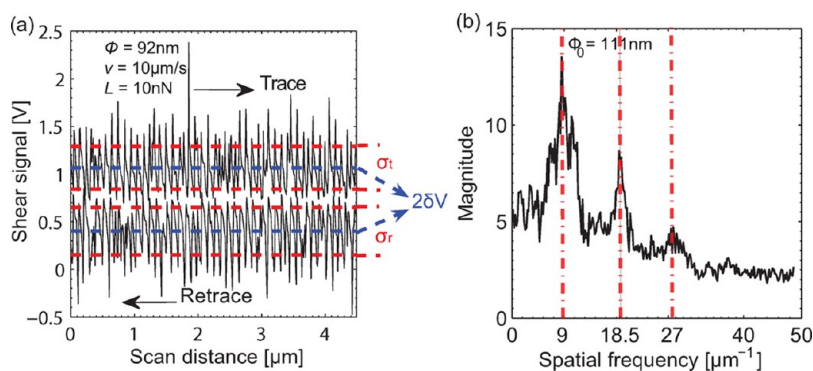 (a)
Φ = 92nm
v = 10μm/s
L = 10nN
Trace
Retrace
σt
2δV
σr
Shear signal [V]
2.5
2
1.5
1
0.5
0
−0.5
0 1 2 3 4
Scan distance [μm]
(b)
Φ0 = 111nm
Magnitude
15
10
5
0
0 9 18.5 27 40 50
Spatial frequency [μm⁻¹]